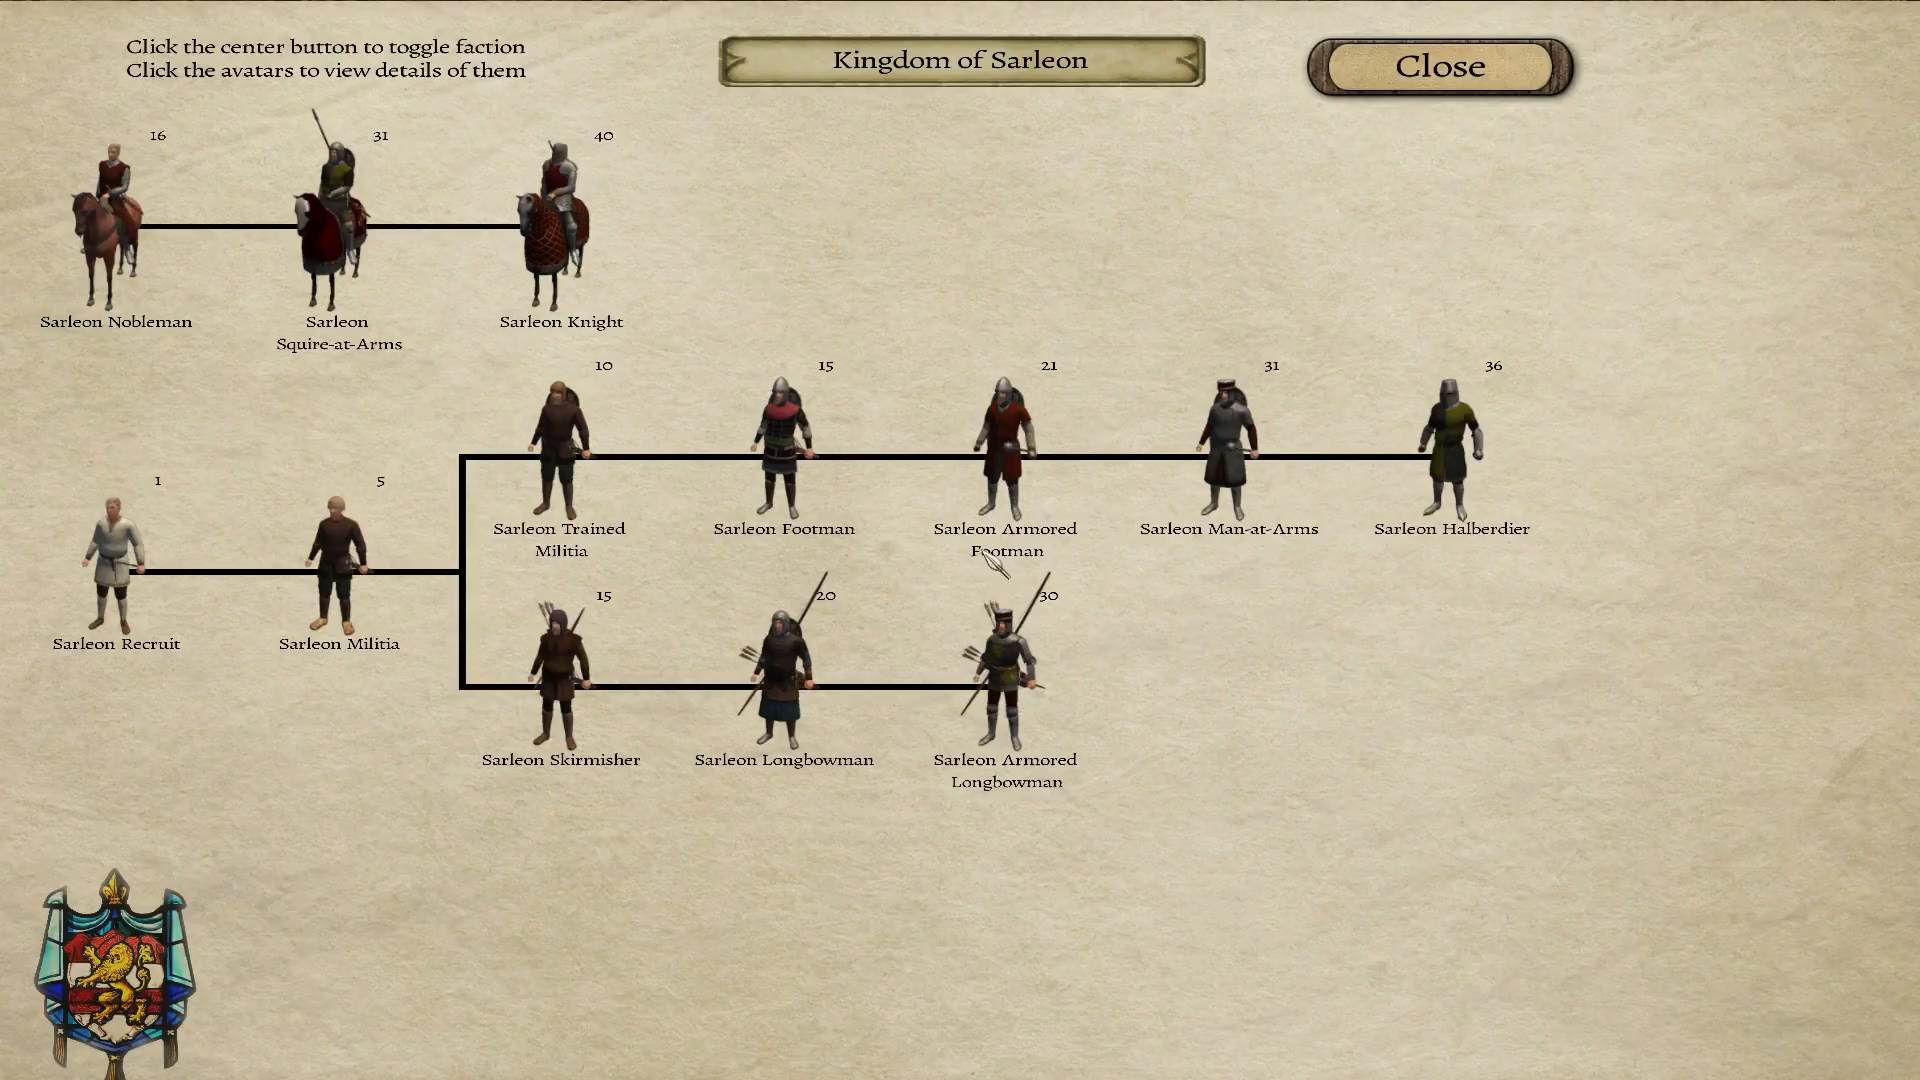 Click the center button to toggle faction
Click the avatars to view details of them
Kingdom of Sarleon
Close
16
31
40
Sarleon Nobleman
Sarleon
Squire-at-Arms
Sarleon Knight
10
15
21
31
36
Sarleon Trained
Militia
Sarleon Footman
Sarleon Armored
Footman
Sarleon Man-at-Arms
Sarleon Halberdier
1
5
Sarleon Recruit
Sarleon Militia
15
20
30
Sarleon Skirmisher
Sarleon Longbowman
Sarleon Armored
Longbowman